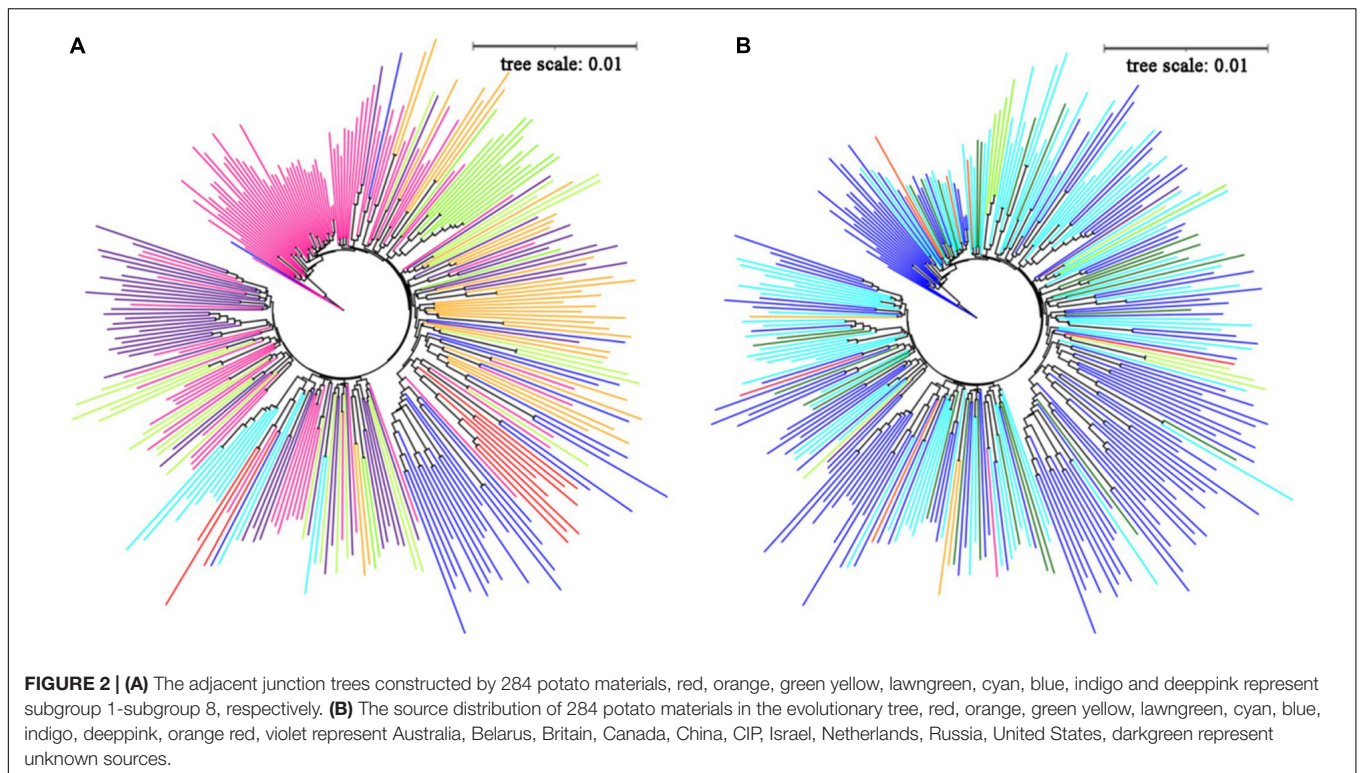 A
B
tree scale: 0.01
tree scale: 0.01
FIGURE 2 | (A) The adjacent junction trees constructed by 284 potato materials, red, orange, green yellow, lawngreen, cyan, blue, indigo and deeppink represent
subgroup 1-subgroup 8, respectively. (B) The source distribution of 284 potato materials in the evolutionary tree, red, orange, green yellow, lawngreen, cyan, blue,
indigo, deeppink, orange red, violet represent Australia, Belarus, Britain, Canada, China, CIP, Israel, Netherlands, Russia, United States, darkgreen represent
unknown sources.